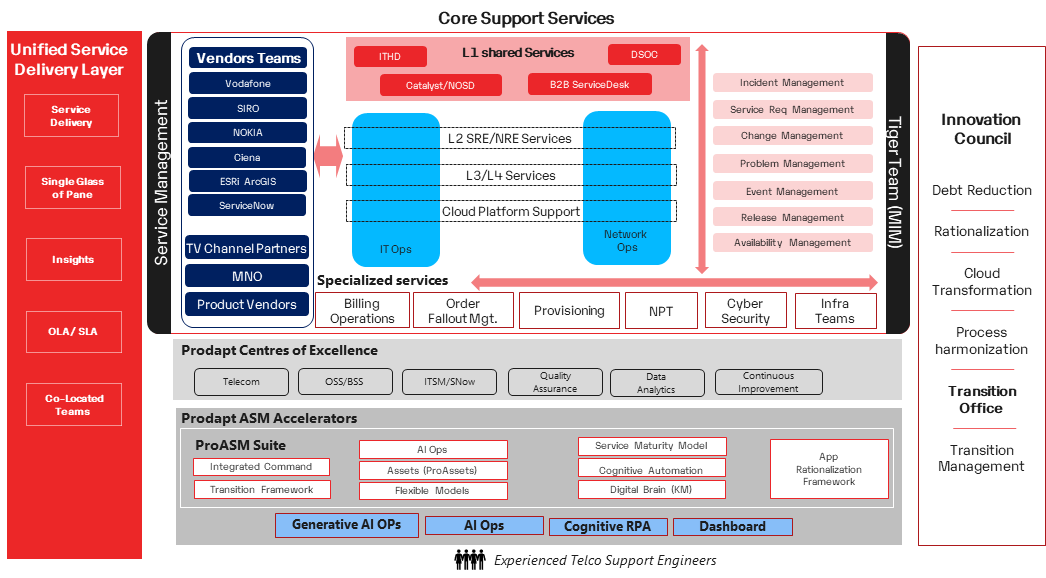 Core Support Services
Unified Service
Delivery Layer
Service
Delivery
Single Glass
of Pane
Insights
OLA/ SLA
Co-Located
Teams
Service Management
Vendors Teams
Vodafone
SIRO
NOKIA
Ciena
ESRi ArcGIS
ServiceNow
TV Channel Partners
MNO
Product Vendors
L1 shared Services
ITHD
DSOC
Catalyst/NOSD
B2B ServiceDesk
L2 SRE/NRE Services
L3/L4 Services
Cloud Platform Support
IT Ops
Network
Ops
Incident Management
Service Req Management
Change Management
Problem Management
Event Management
Release Management
Availability Management
Tiger Team (MIM)
Specialized services
Billing
Operations
Order
Fallout Mgt.
Provisioning
NPT
Cyber
Security
Infra
Teams
Prodapt Centres of Excellence
Telecom
OSS/BSS
ITSM/SNow
Quality
Assurance
Data
Analytics
Continuous
Improvement
Prodapt ASM Accelerators
ProASM Suite
Integrated Command
Transition Framework
AI Ops
Assets (ProAssets)
Flexible Models
Service Maturity Model
Cognitive Automation
Digital Brain (KM)
App
Rationalization
Framework
Generative AI OPs
AI Ops
Cognitive RPA
Dashboard
Experienced Telco Support Engineers
Innovation
Council
Debt Reduction
Rationalization
Cloud
Transformation
Process
harmonization
Transition
Office
Transition
Management